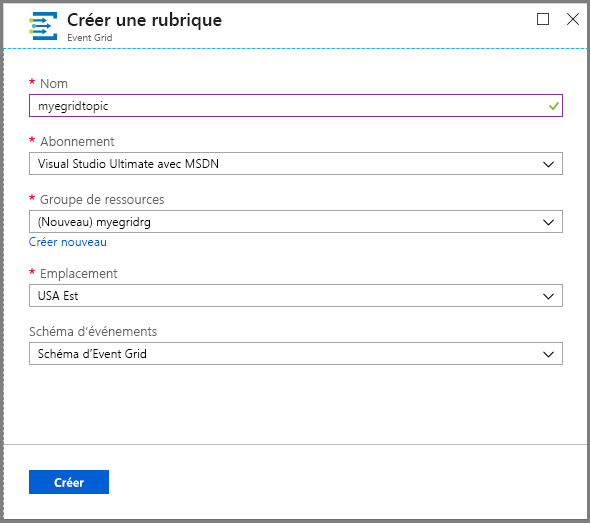 Créer une rubrique
Event Grid
* Nom
myegridtopic
* Abonnement
Visual Studio Ultimate avec MSDN
* Groupe de ressources
(Nouveau) myegridrg
Créer nouveau
* Emplacement
USA Est
Schéma d’événements
Schéma d’Event Grid
Créer